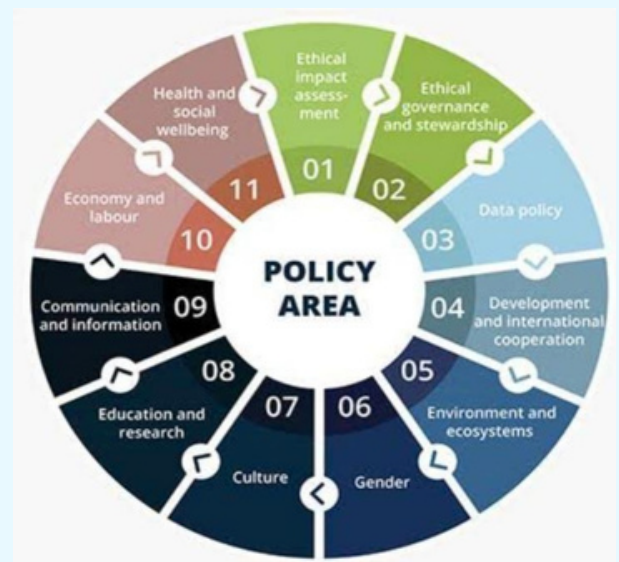 POLICY
AREA
01
Ethical
impact
assess-
ment
02
Ethical
governance
and stewardship
03
Data policy
04
Development
and international
cooperation
05
Environment and
ecosystems
06
Gender
07
Culture
08
Education and
research
09
Communication
and information
10
Economy and
labour
11
Health and
social
wellbeing